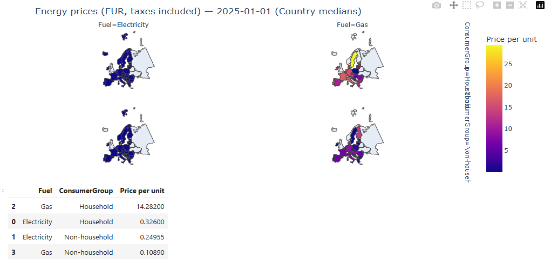 Energy prices (EUR, taxes included) — 2025-01-01 (Country medians)
Fuel=Electricity
Fuel=Gas
Price per unit
25
20
15
10
5
Fuel ConsumerGroup Price per unit
2 Gas Household 14.28200
0 Electricity Household 0.32600
1 Electricity Non-household 0.24955
3 Gas Non-household 0.10890